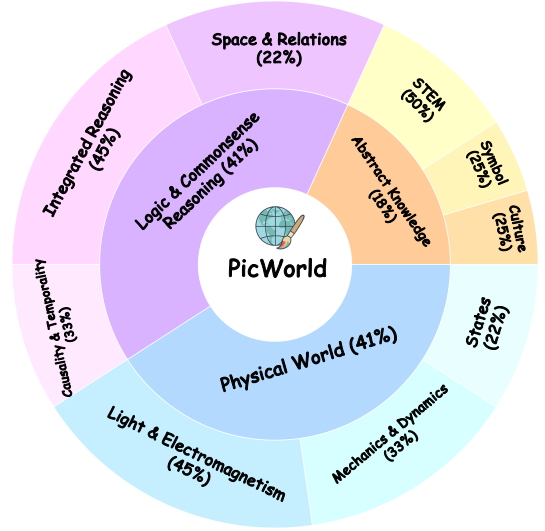 Space & Relations
(22%)
STEM
(50%)
Symbol
(25%)
Culture
(25%)
States
(22%)
Mechanics & Dynamics
(33%)
Light & Electromagnetism
(45%)
Causality & Temporality
(33%)
Integrated Reasoning
(45%)
Logic & Commonsense
Reasoning (41%)
Abstract Knowledge
(18%)
Physical World (41%)
PicWorld